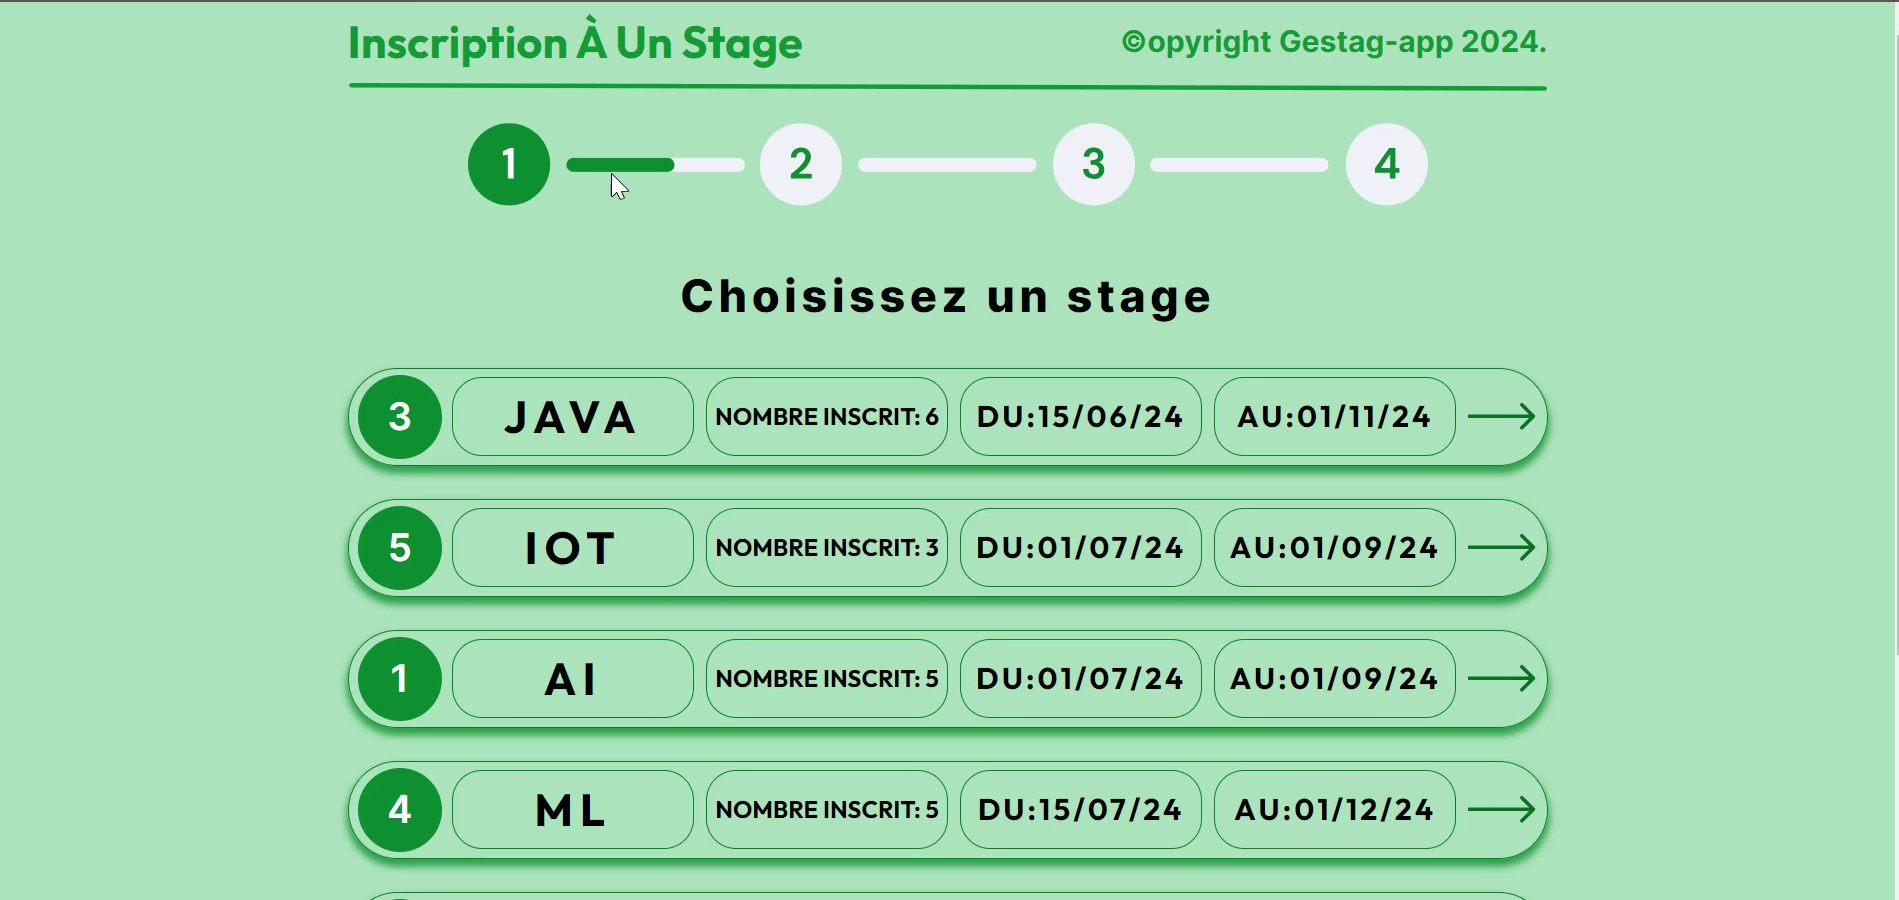 Inscription À Un Stage ©opyright Gestag-app 2024.
1 2 3 4
Choisissez un stage
3 JAVA NOMBRE INSCRIT: 6 DU:15/06/24 AU:01/11/24
5 IOT NOMBRE INSCRIT: 3 DU:01/07/24 AU:01/09/24
1 AI NOMBRE INSCRIT: 5 DU:01/07/24 AU:01/09/24
4 ML NOMBRE INSCRIT: 5 DU:15/07/24 AU:01/12/24